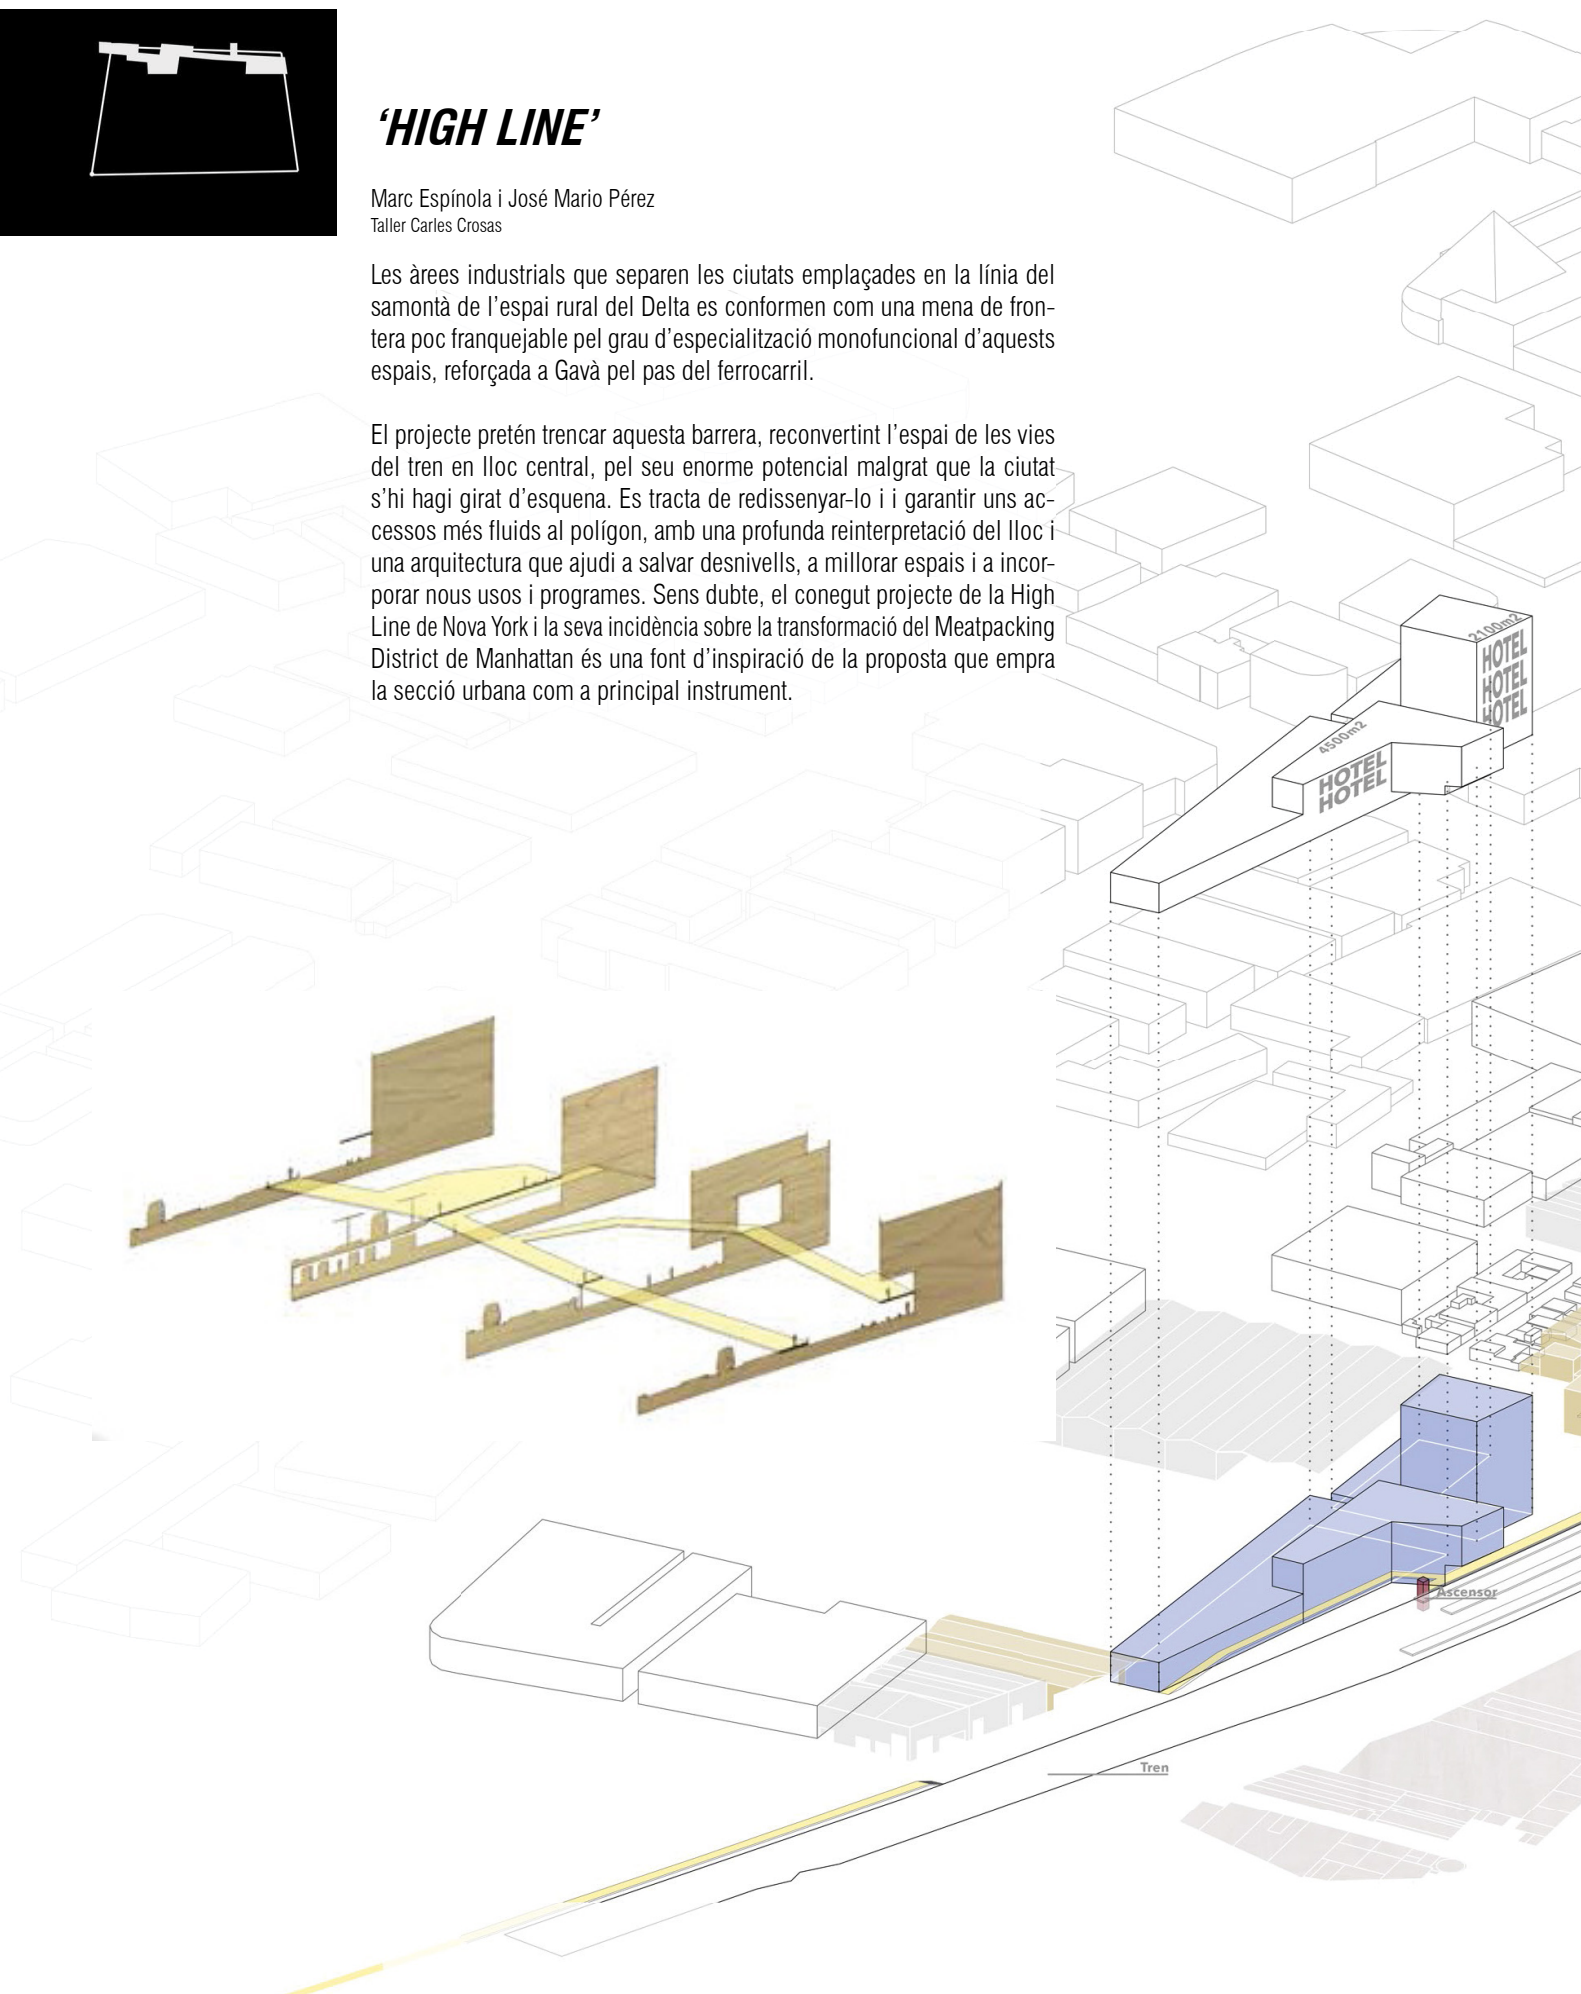 ‘HIGH LINE’
Marc Espínola i José Mario Pérez
Taller Carles Crosas
Les àrees industrials que separen les ciutats emplaçades en la línia del
samontà de l’espai rural del Delta es conformen com una mena de fron-
tera poc franquejable pel grau d’especialització monofuncional d’aquests
espais, reforçada a Gavà pel pas del ferrocarril.
El projecte pretén trencar aquesta barrera, reconvertint l’espai de les vies
del tren en lloc central, pel seu enorme potencial malgrat que la ciutat
s’hi hagi girat d’esquena. Es tracta de redissenyar-lo i i garantir uns ac-
cessos més fluids al polígon, amb una profunda reinterpretació del lloc i
una arquitectura que ajudi a salvar desnivells, a millorar espais i a incor-
porar nous usos i programes. Sens dubte, el conegut projecte de la High
Line de Nova York i la seva incidència sobre la transformació del Meatpacking
District de Manhattan és una font d’inspiració de la proposta que empra
la secció urbana com a principal instrument.
2100m2
HOTEL
HOTEL
HOTEL
4500m2
HOTEL
HOTEL
Ascensor
Tren